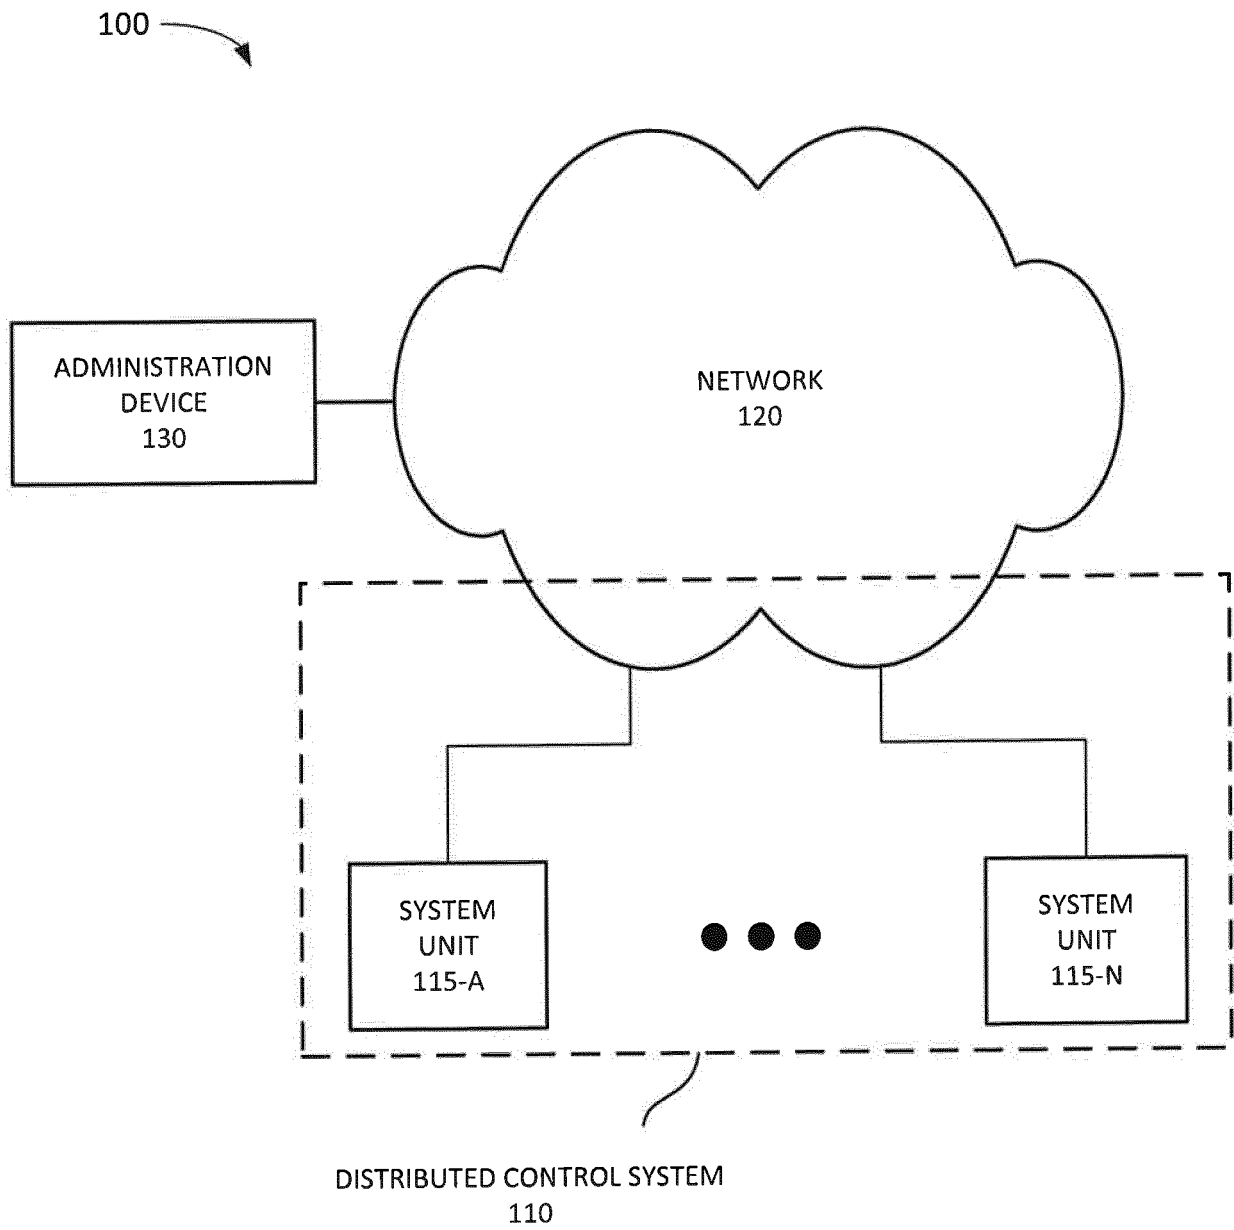 100
ADMINISTRATION
DEVICE
130
NETWORK
120
SYSTEM
UNIT
115-A
SYSTEM
UNIT
115-N
DISTRIBUTED CONTROL SYSTEM
110